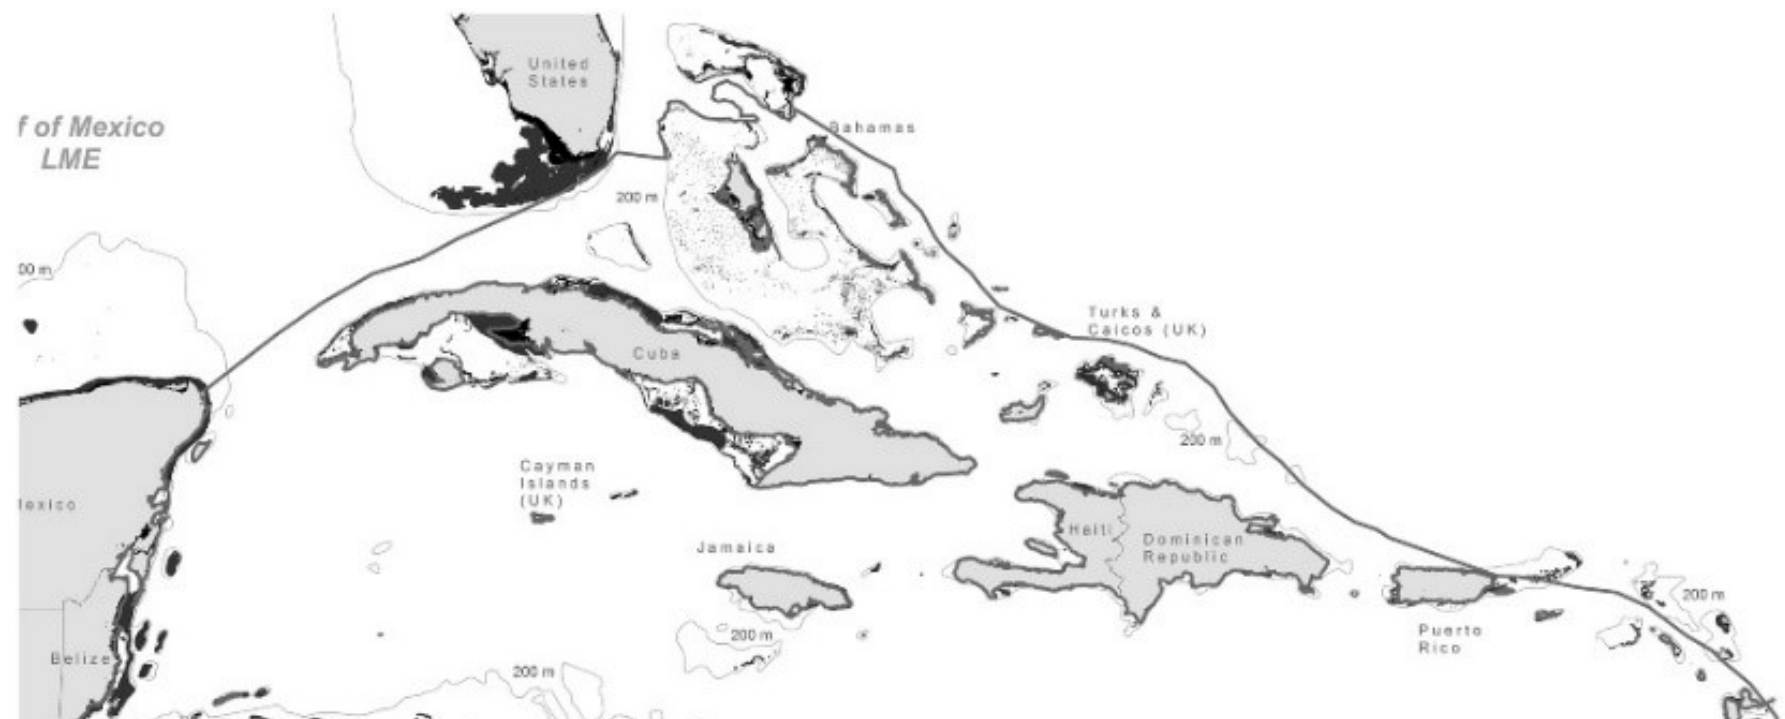 United
States
f of Mexico
LME
Bahamas
200 m
00 m
Turks &
Caicos (UK)
Cuba
200 m
Cayman
Islands
(UK)
exico
Haiti
Dominican
Republic
Jamaica
200 m
200 m
Puerto
Rico
Belize
200 m